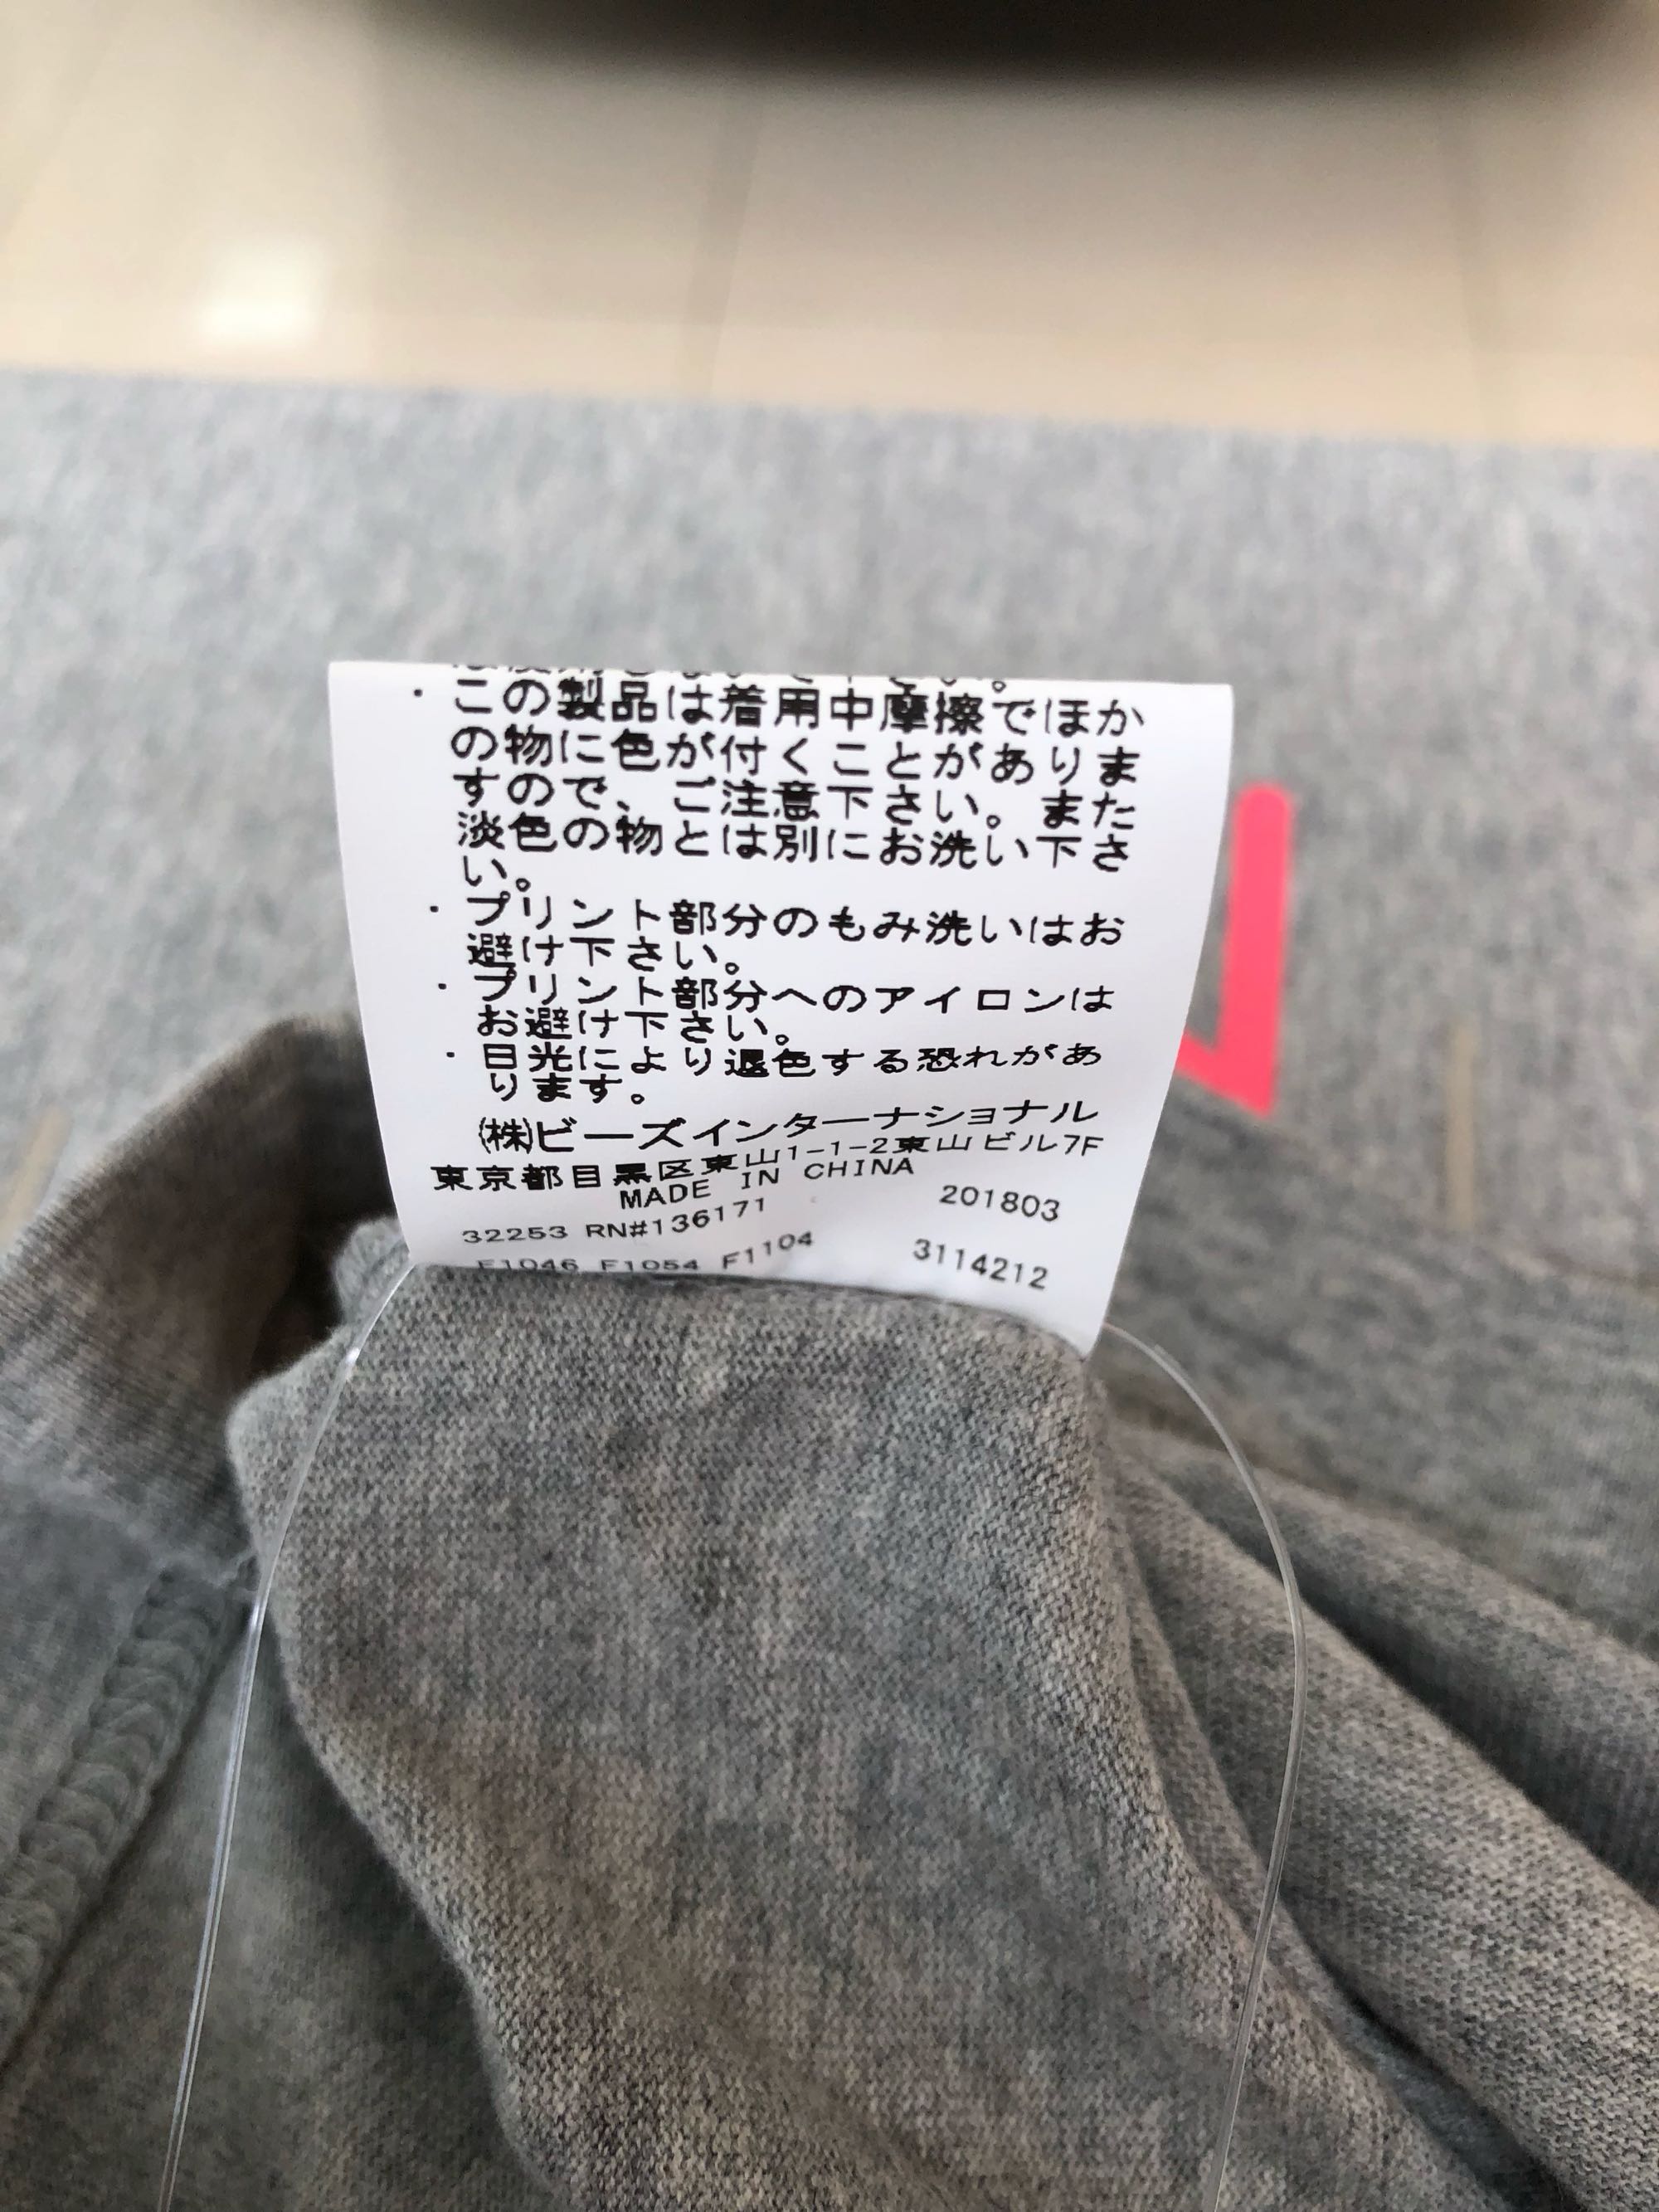 ・この製品は着用中摩擦でほか
の物に色が付くことがありま
すので、ご注意下さい。また
淡色の物とは別にお洗い下さ
い。
・プリント部分のもみ洗いはお
避け下さい。
・プリント部分へのアイロンは
お避け下さい。
・日光により退色する恐れがあ
ります。
㈱ビーズインターナショナル
東京都目黒区東山1-1-2東山ビル7F
MADE IN CHINA
32253 RN#136171 201803
F1046 F1054 F1104 3114212